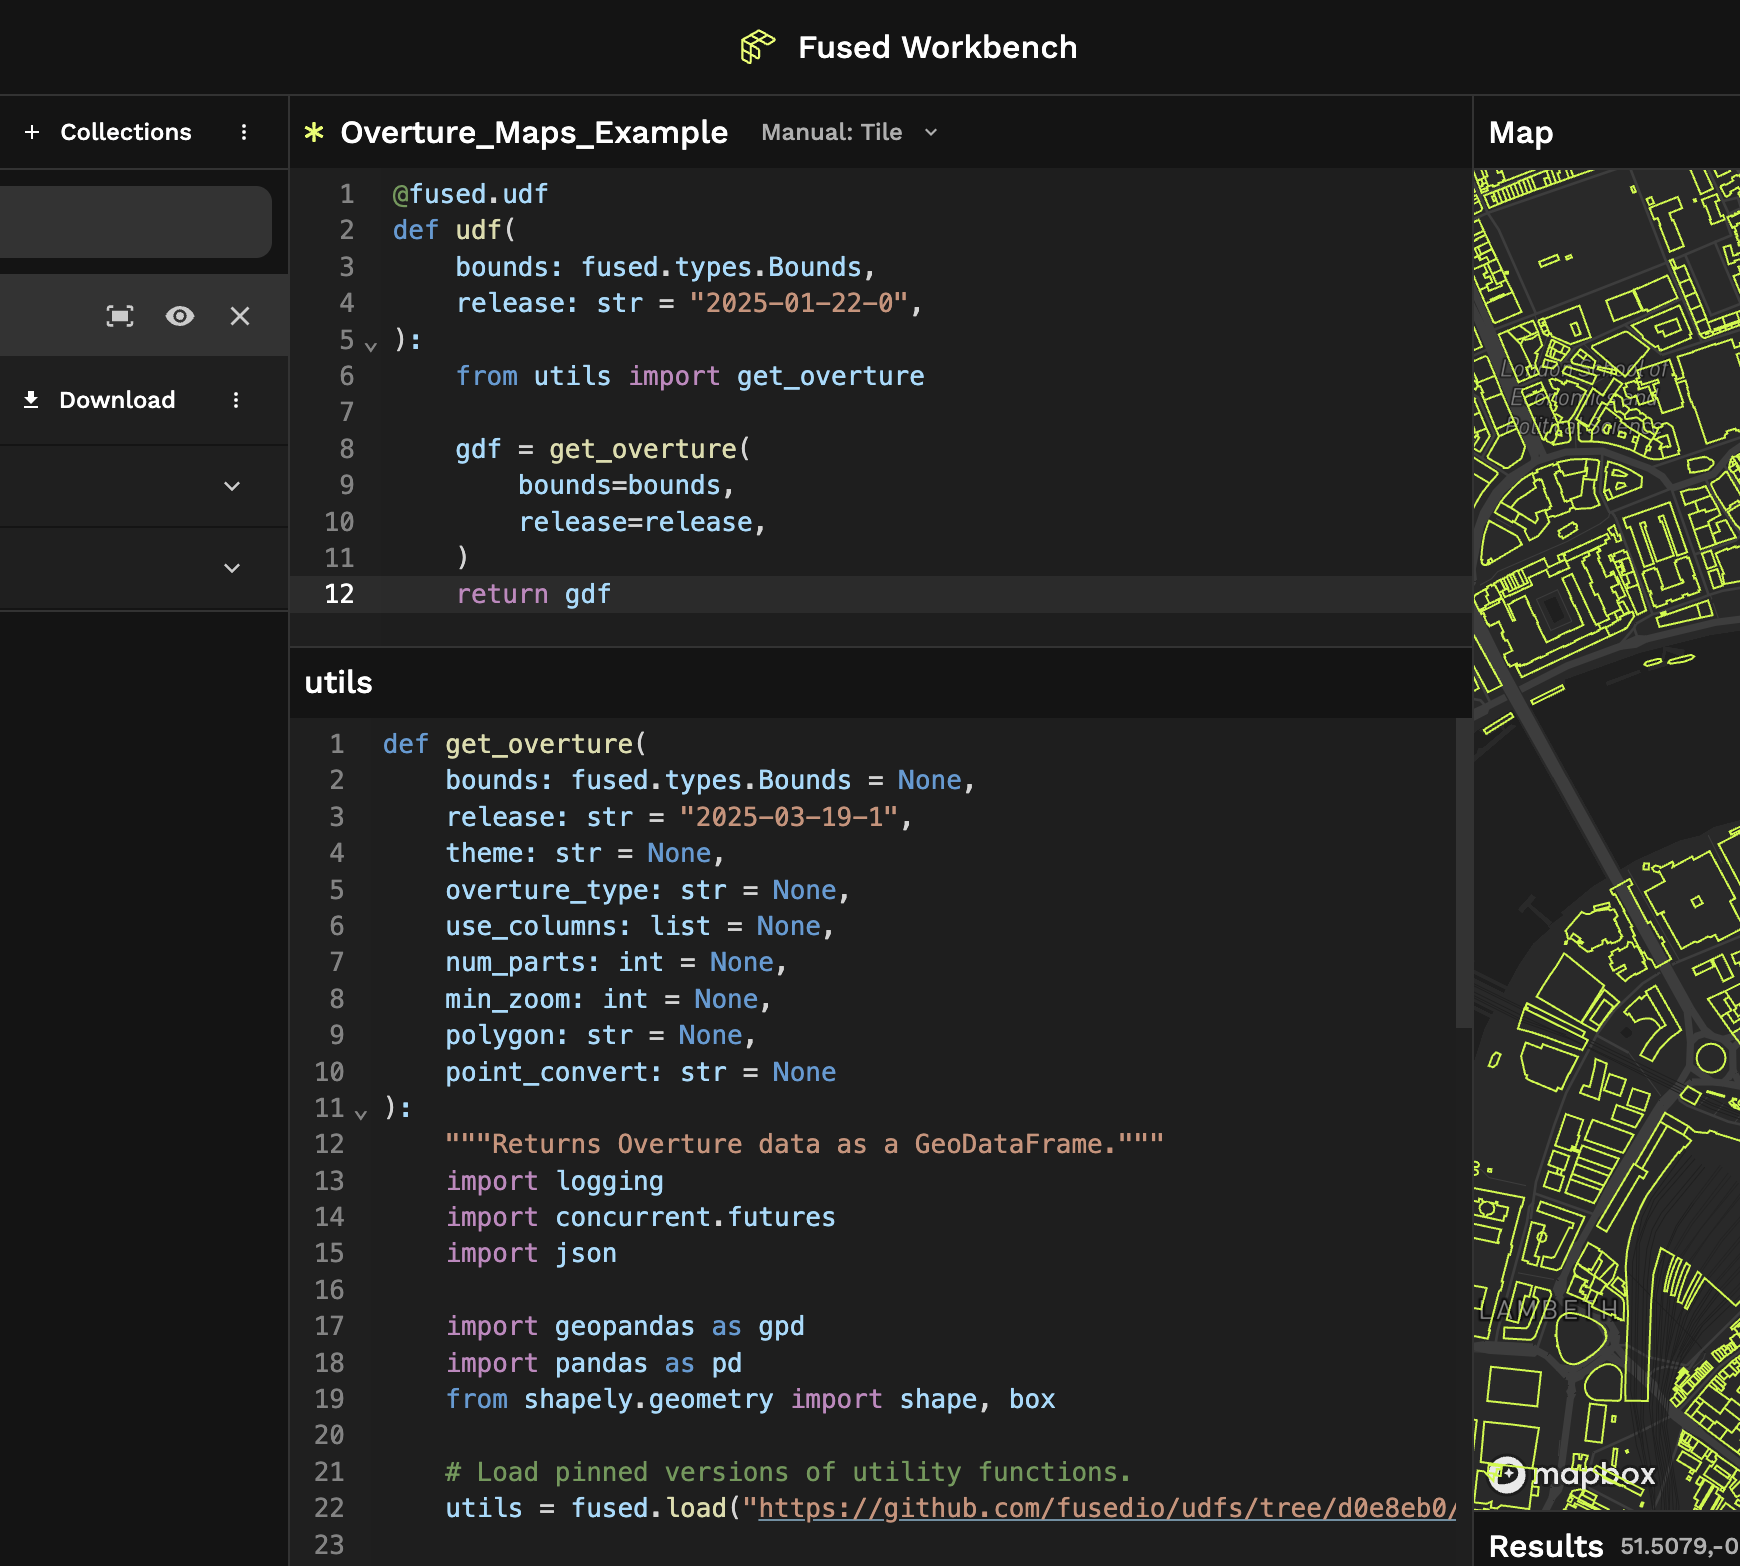 Fused Workbench
+ Collections
Download
Overture_Maps_Example Manual: Tile
1 @fused.udf
2 def udf(
3     bounds: fused.types.Bounds,
4     release: str = "2025-01-22-0",
5 ):
6     from utils import get_overture
7
8     gdf = get_overture(
9         bounds=bounds,
10         release=release,
11     )
12     return gdf
utils
1 def get_overture(
2     bounds: fused.types.Bounds = None,
3     release: str = "2025-03-19-1",
4     theme: str = None,
5     overture_type: str = None,
6     use_columns: list = None,
7     num_parts: int = None,
8     min_zoom: int = None,
9     polygon: str = None,
10     point_convert: str = None
11 ):
12     """Returns Overture data as a GeoDataFrame."""
13     import logging
14     import concurrent.futures
15     import json
16
17     import geopandas as gpd
18     import pandas as pd
19     from shapely.geometry import shape, box
20
21     # Load pinned versions of utility functions.
22     utils = fused.load("https://github.com/fusedio/udfs/tree/d0e8eb0/
23
Map
London School of
Economics and
Political Science
LAMBETH
mapbox
Results 51.5079,-0